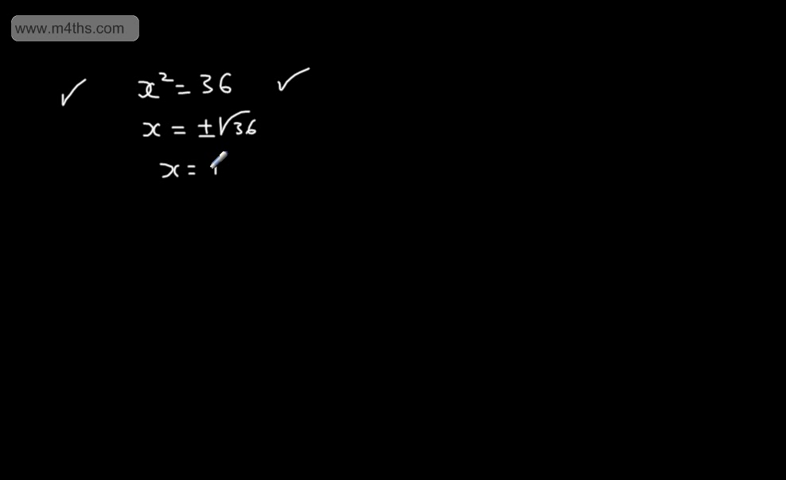 www.m4ths.com
✓ x² = 36 ✓
x = ±√36
x =